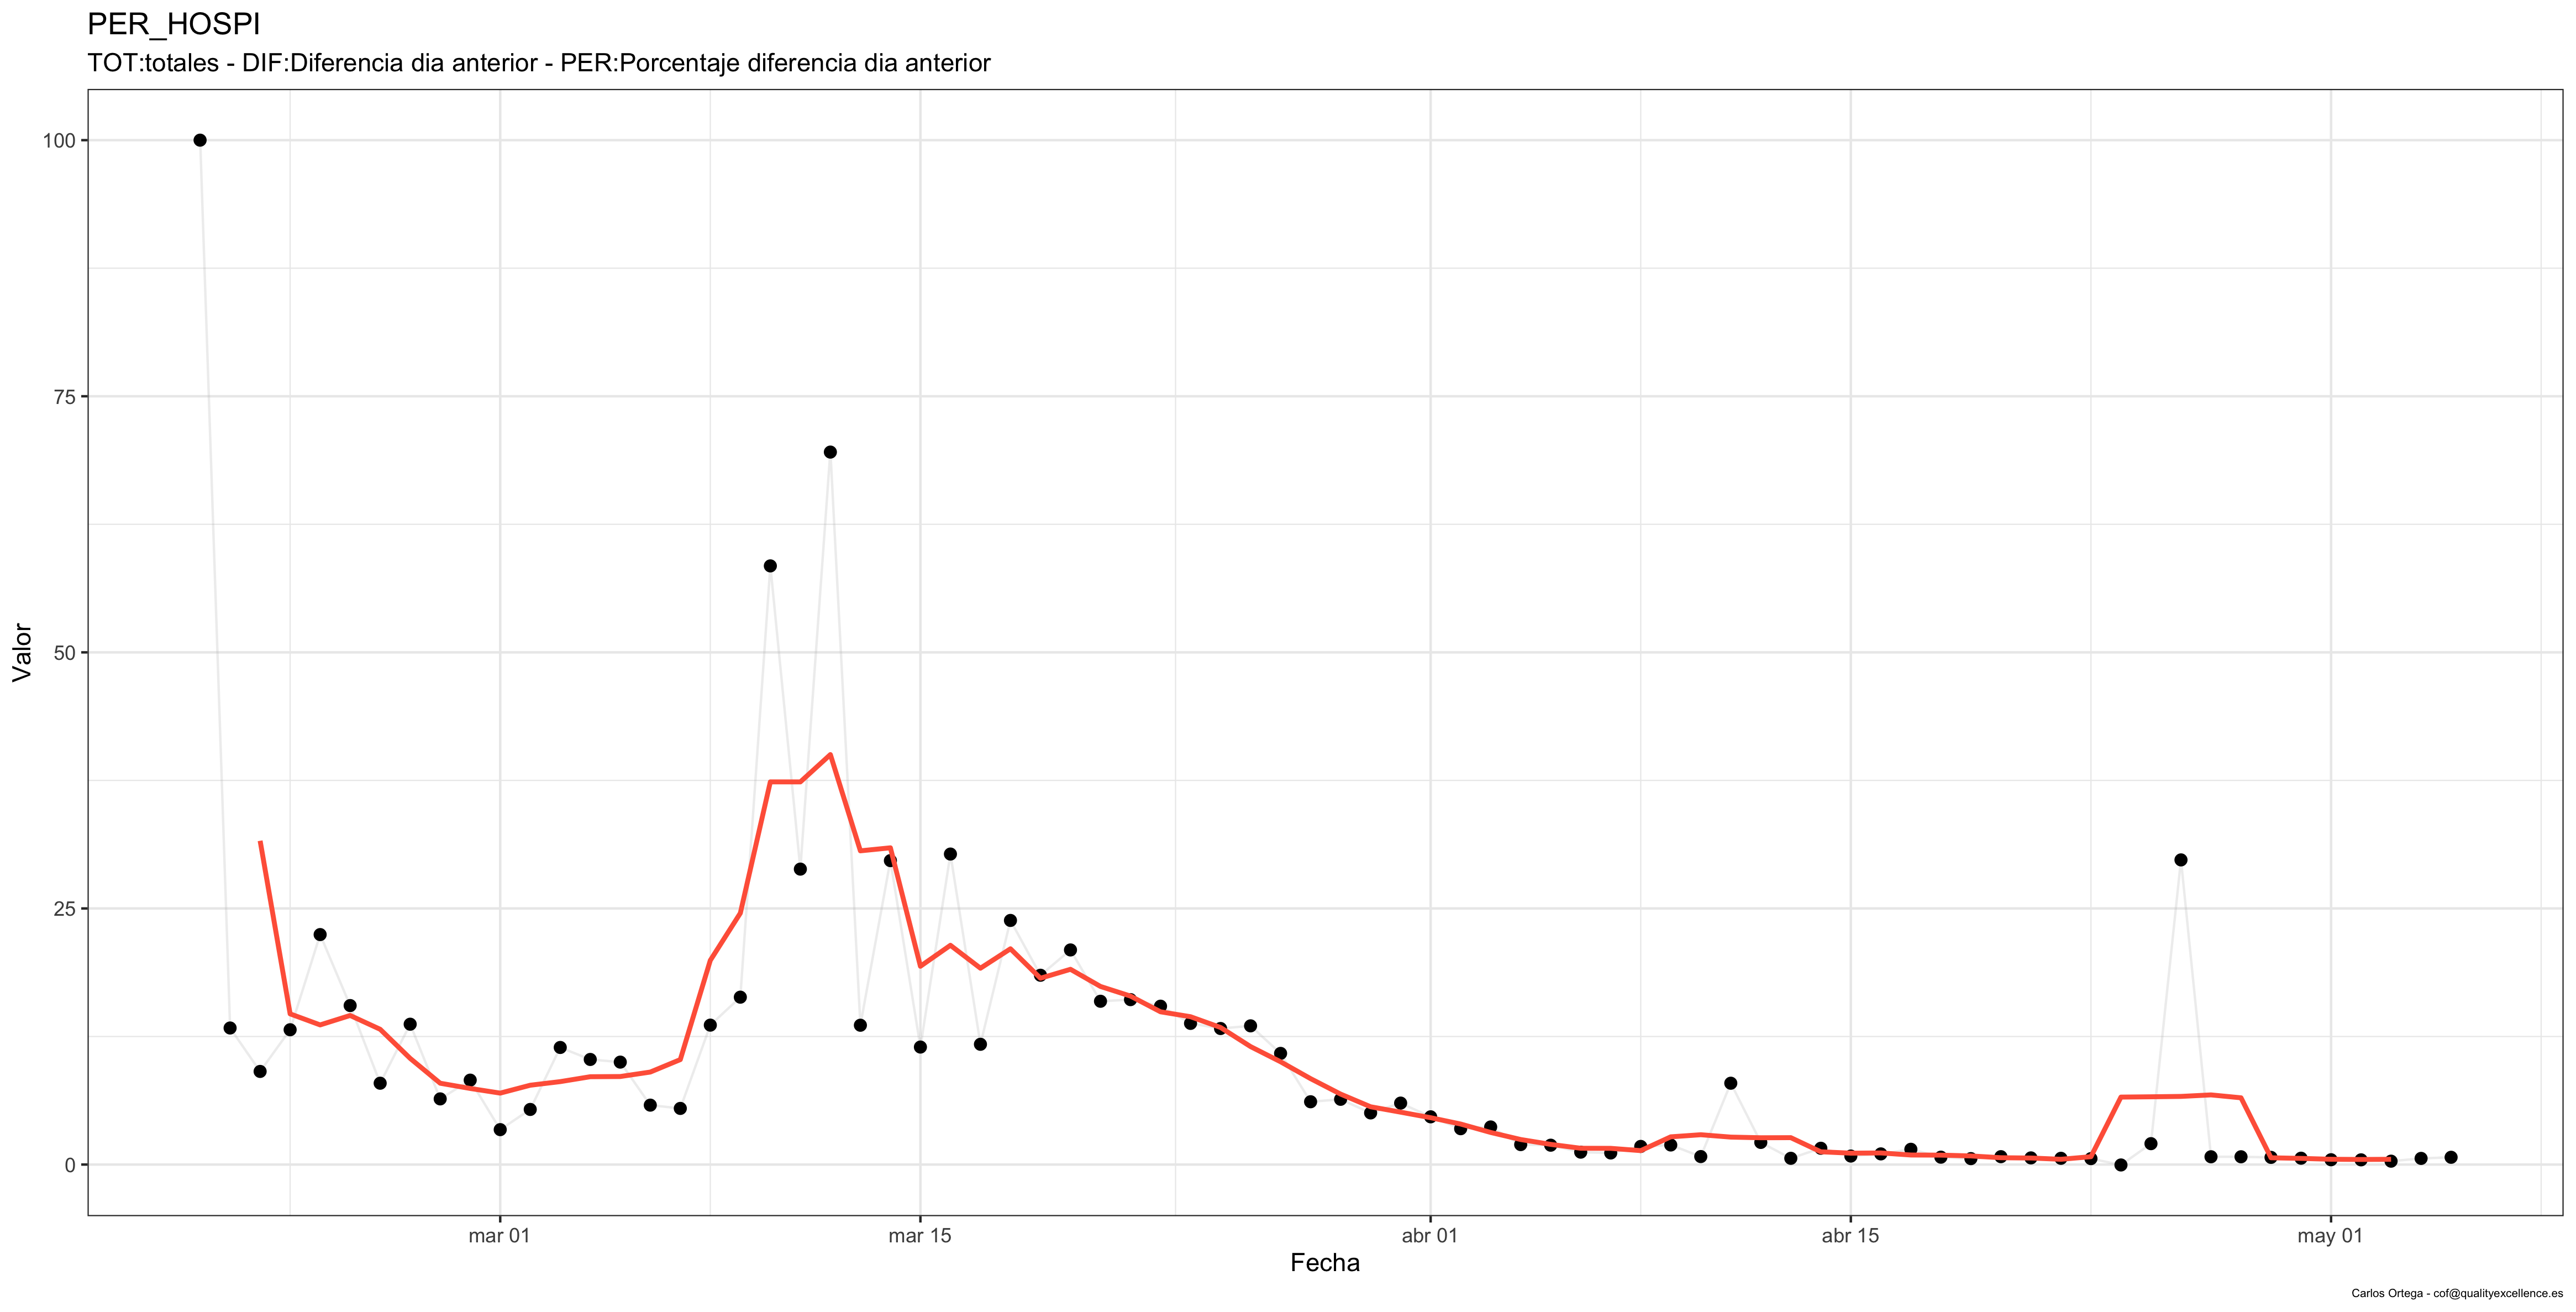 PER_HOSPI
TOT:totales - DIF:Diferencia dia anterior - PER:Porcentaje diferencia dia anterior
100
75
50
25
0
Valor
mar 01
mar 15
abr 01
abr 15
may 01
Fecha
Carlos Ortega - cof@qualityexcellence.es